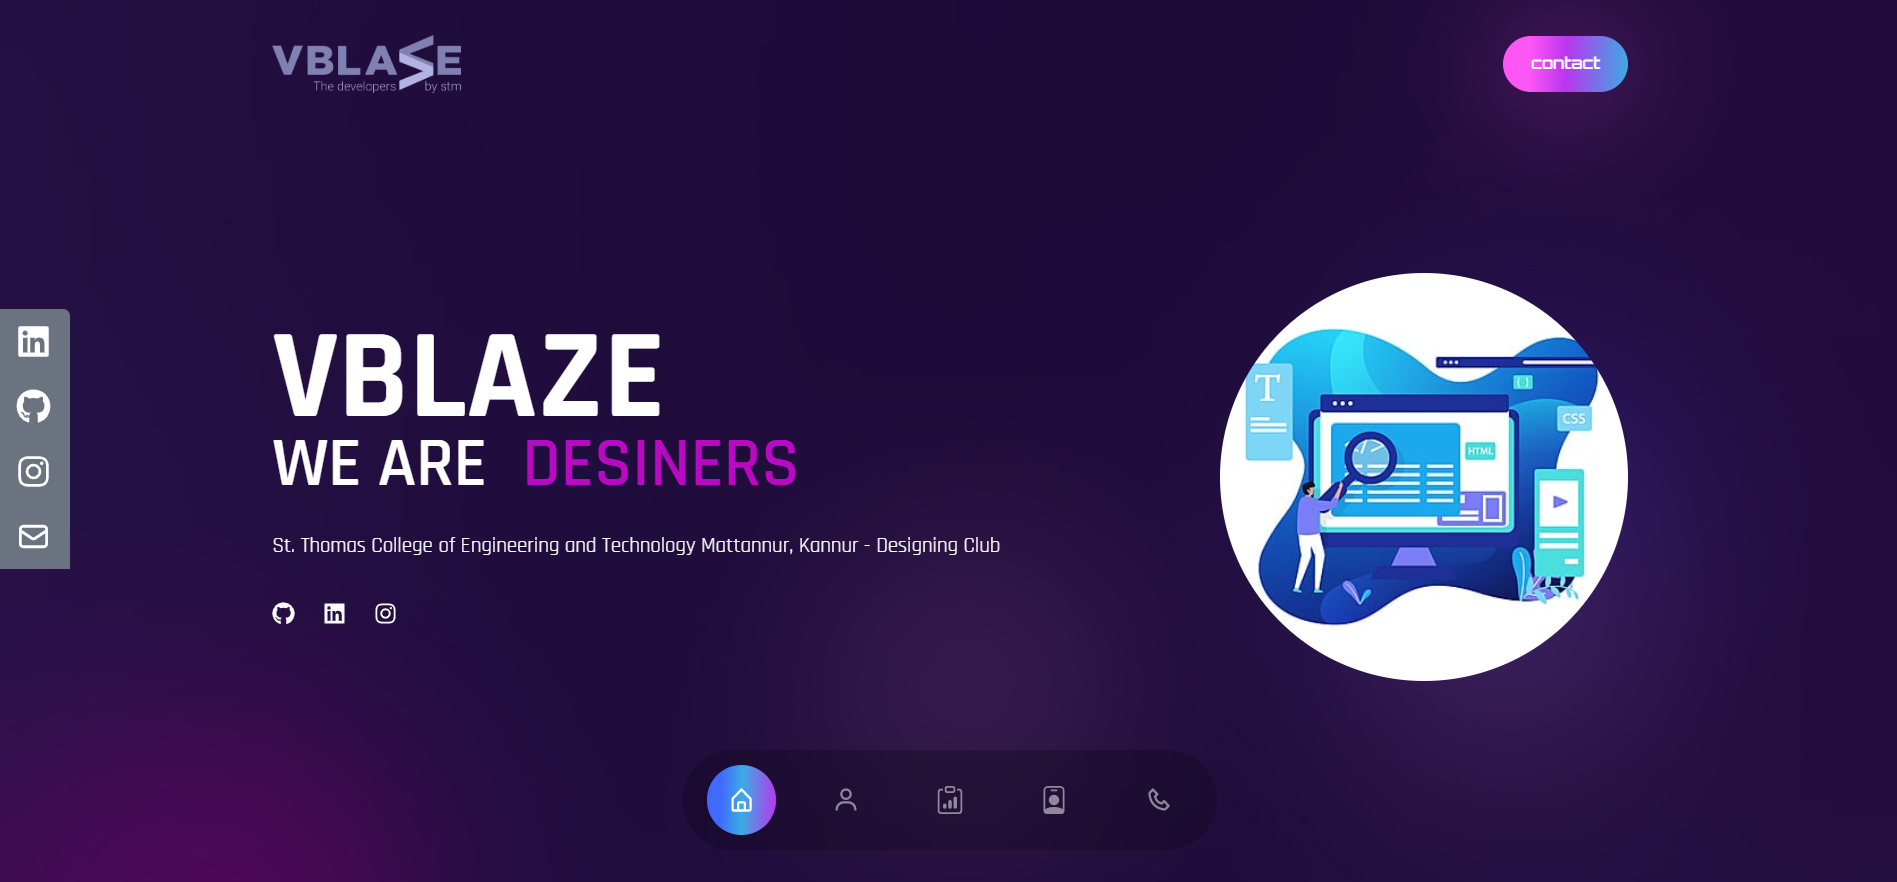 VBLASE
The developers by stm
contact
VBLAZE
WE ARE DESINERS
St. Thomas College of Engineering and Technology Mattannur, Kannur - Designing Club
T
{}
CSS
HTML